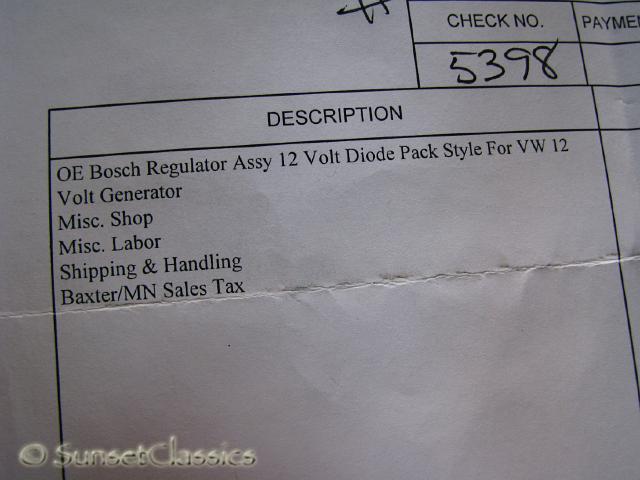 CHECK NO.
PAYME
5398
DESCRIPTION
OE Bosch Regulator Assy 12 Volt Diode Pack Style For VW 12
Volt Generator
Misc. Shop
Misc. Labor
Shipping & Handling
Baxter/MN Sales Tax
© SunsetClassics